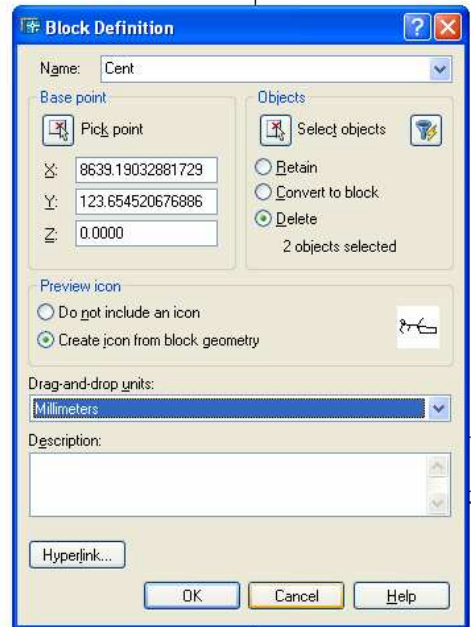 Block Definition
Name: Cent
Base point
Pick point
X: 8639.19032881729
Y: 123.654520676886
Z: 0.0000
Objects
Select objects
Retain
Convert to block
Delete
2 objects selected
Preview icon
Do not include an icon
Create icon from block geometry
Drag-and-drop units:
Millimeters
Description:
Hyperlink...
OK Cancel Help